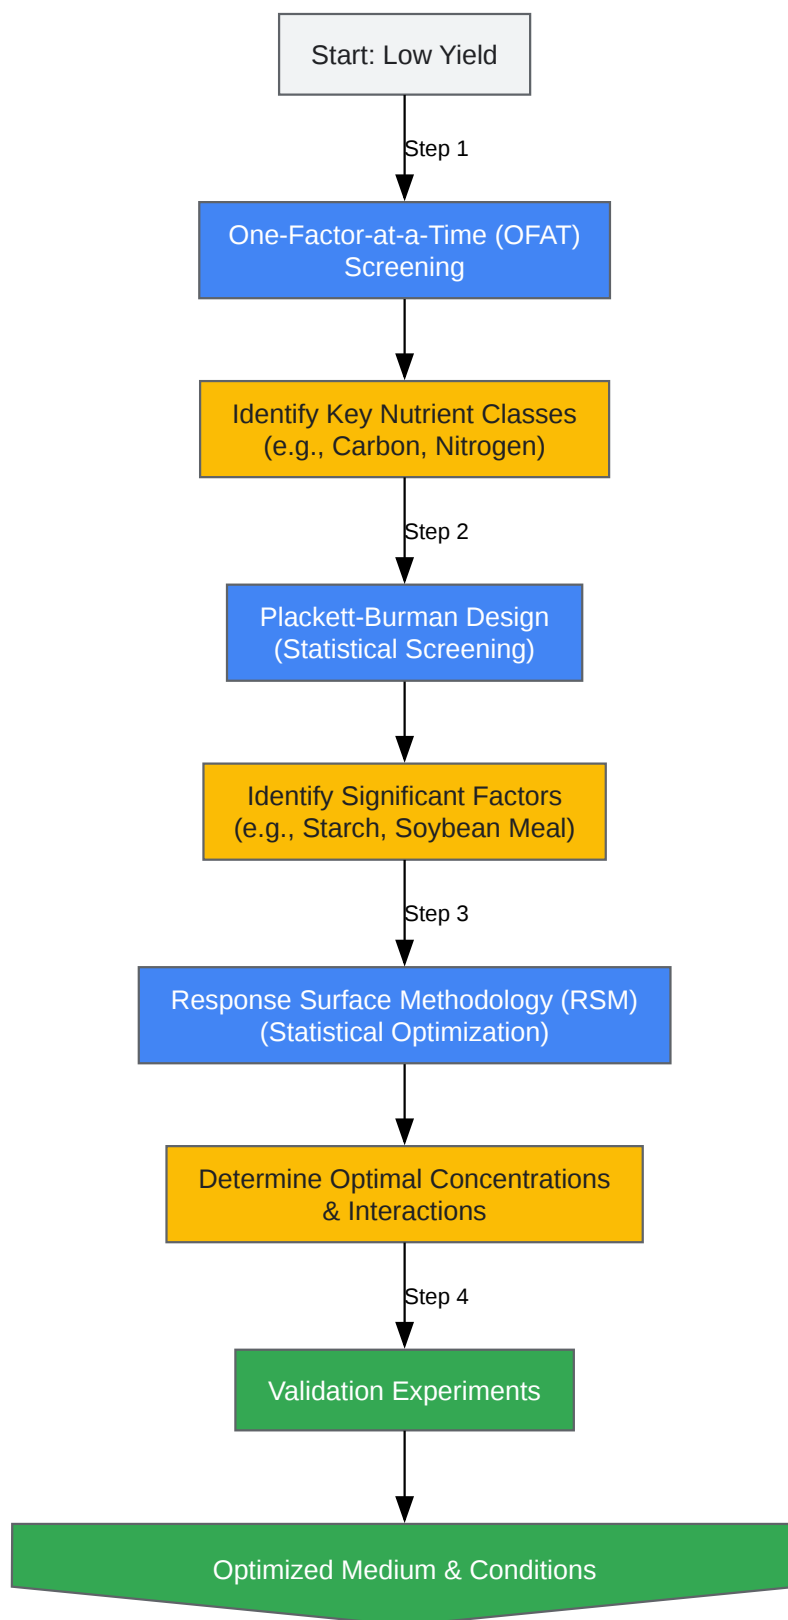 Start: Low Yield
Step 1
One-Factor-at-a-Time (OFAT)
Screening
Identify Key Nutrient Classes
(e.g., Carbon, Nitrogen)
Step 2
Plackett-Burman Design
(Statistical Screening)
Identify Significant Factors
(e.g., Starch, Soybean Meal)
Step 3
Response Surface Methodology (RSM)
(Statistical Optimization)
Determine Optimal Concentrations
& Interactions
Step 4
Validation Experiments
Optimized Medium & Conditions